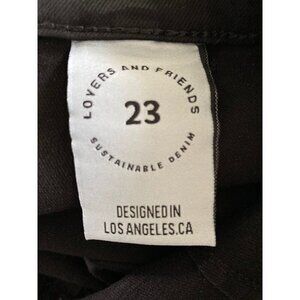 LOVERS AND FRIENDS
23
SUSTAINABLE DENIM
DESIGNED IN
LOS ANGELES.CA